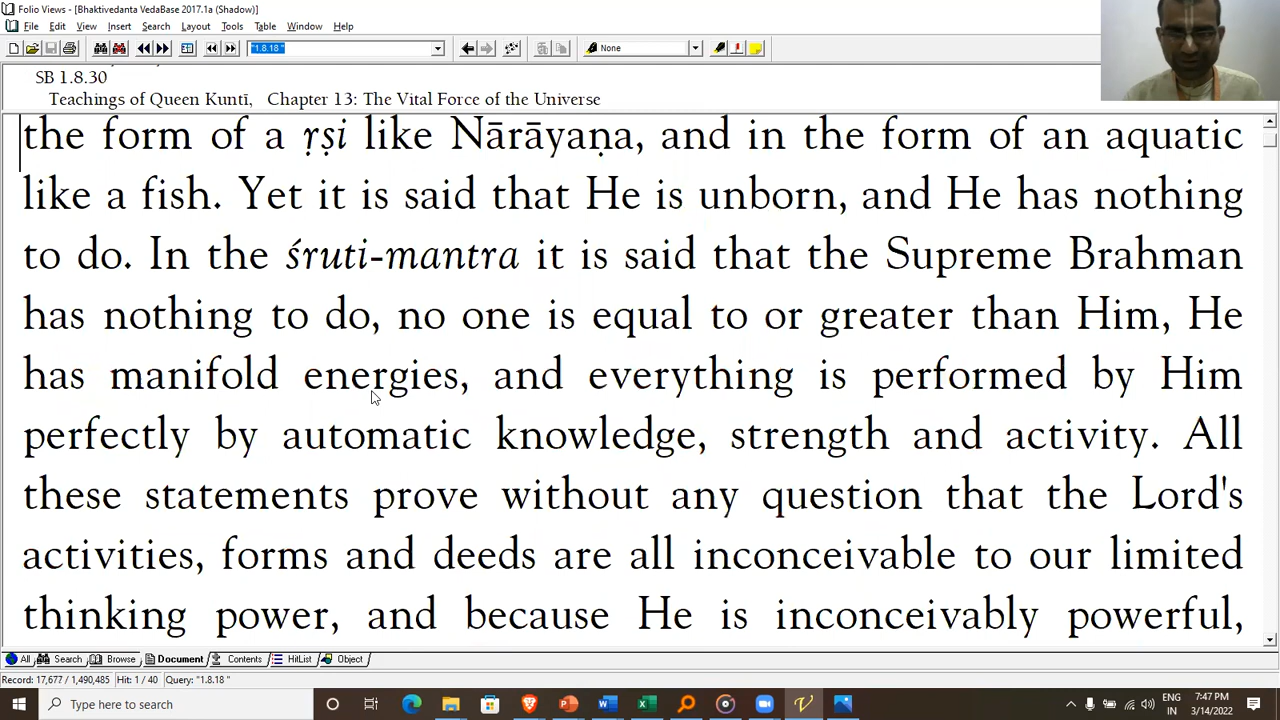 Folio Views - [Bhaktivedanta VedaBase 2017.1a (Shadow)]
File Edit View Insert Search Layout Tools Table Window Help
"1.8.18 " None
SB 1.8.30
Teachings of Queen Kuntī, Chapter 13: The Vital Force of the Universe
the form of a ṛṣi like Nārāyaṇa, and in the form of an aquatic
like a fish. Yet it is said that He is unborn, and He has nothing
to do. In the śruti-mantra it is said that the Supreme Brahman
has nothing to do, no one is equal to or greater than Him, He
has manifold energies, and everything is performed by Him
perfectly by automatic knowledge, strength and activity. All
these statements prove without any question that the Lord's
activities, forms and deeds are all inconceivable to our limited
thinking power, and because He is inconceivably powerful,
All Search Browse Document Contents HitList Object
Record: 17,677 / 1,490,485 Hit: 1 / 40 Query: "1.8.18 "
Type here to search
ENG 7:47 PM
IN 3/14/2022